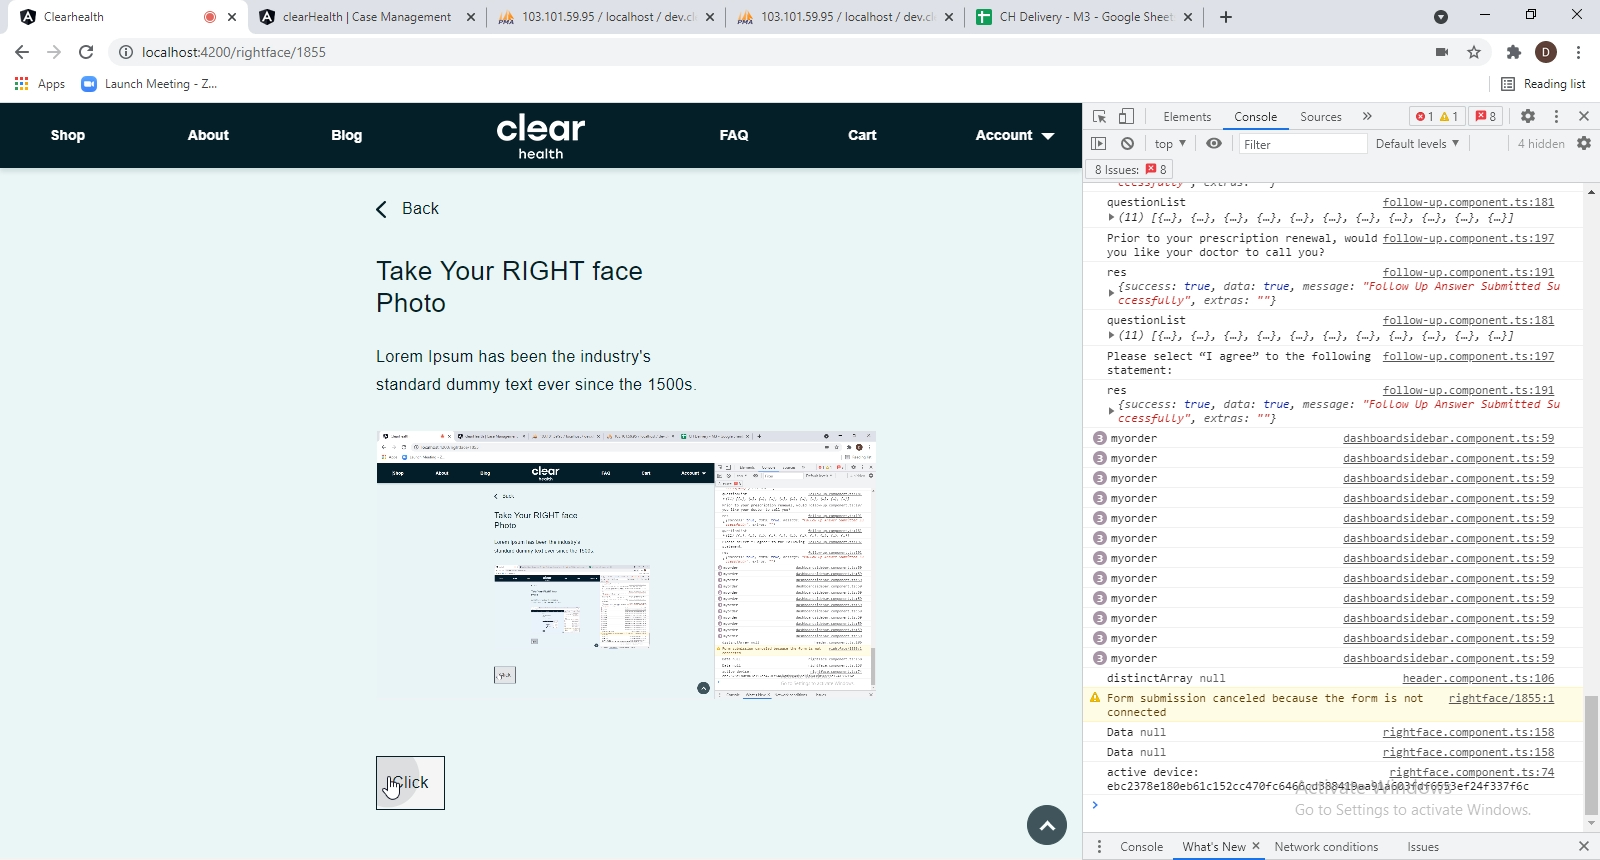 Clearhealth
clearHealth | Case Management
103.101.59.95 / localhost / dev.cl
103.101.59.95 / localhost / dev.cl
CH Delivery - M3 - Google Sheets
localhost:4200/rightface/1855
D
Apps
Launch Meeting - Z...
Reading list
Shop
About
Blog
clear
health
FAQ
Cart
Account
Back
Take Your RIGHT face
Photo
Lorem Ipsum has been the industry's
standard dummy text ever since the 1500s.
Click
Elements
Console
Sources
1
1
8
top
Filter
Default levels
4 hidden
8 Issues:
8
questionList follow-up.component.ts:181
(11) [{…}, {…}, {…}, {…}, {…}, {…}, {…}, {…}, {…}, {…}, {…}]
Prior to your prescription renewal, would follow-up.component.ts:197
you like your doctor to call you?
res follow-up.component.ts:191
{success: true, data: true, message: "Follow Up Answer Submitted Su
ccessfully", extras: ""}
questionList follow-up.component.ts:181
(11) [{…}, {…}, {…}, {…}, {…}, {…}, {…}, {…}, {…}, {…}, {…}]
Please select “I agree” to the following follow-up.component.ts:197
statement:
res follow-up.component.ts:191
{success: true, data: true, message: "Follow Up Answer Submitted Su
ccessfully", extras: ""}
3 myorder dashboardsidebar.component.ts:59
3 myorder dashboardsidebar.component.ts:59
3 myorder dashboardsidebar.component.ts:59
3 myorder dashboardsidebar.component.ts:59
3 myorder dashboardsidebar.component.ts:59
3 myorder dashboardsidebar.component.ts:59
3 myorder dashboardsidebar.component.ts:59
3 myorder dashboardsidebar.component.ts:59
3 myorder dashboardsidebar.component.ts:59
3 myorder dashboardsidebar.component.ts:59
3 myorder dashboardsidebar.component.ts:59
3 myorder dashboardsidebar.component.ts:59
distinctArray null header.component.ts:106
Form submission canceled because the form is not rightface/1855:1
connected
Data null rightface.component.ts:158
Data null rightface.component.ts:158
active device: rightface.component.ts:74
Activate Windows
Go to Settings to activate Windows.
Console
What's New
Network conditions
Issues